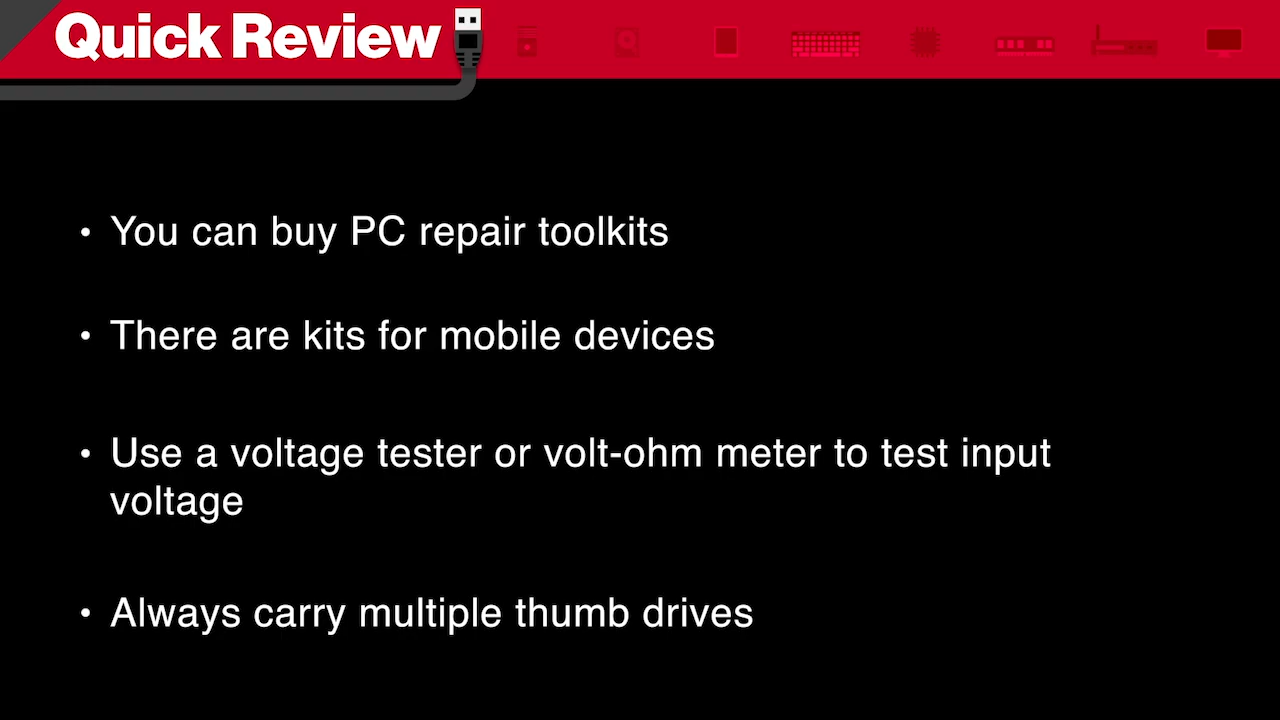 Quick Review
• You can buy PC repair toolkits
• There are kits for mobile devices
• Use a voltage tester or volt-ohm meter to test input
voltage
• Always carry multiple thumb drives